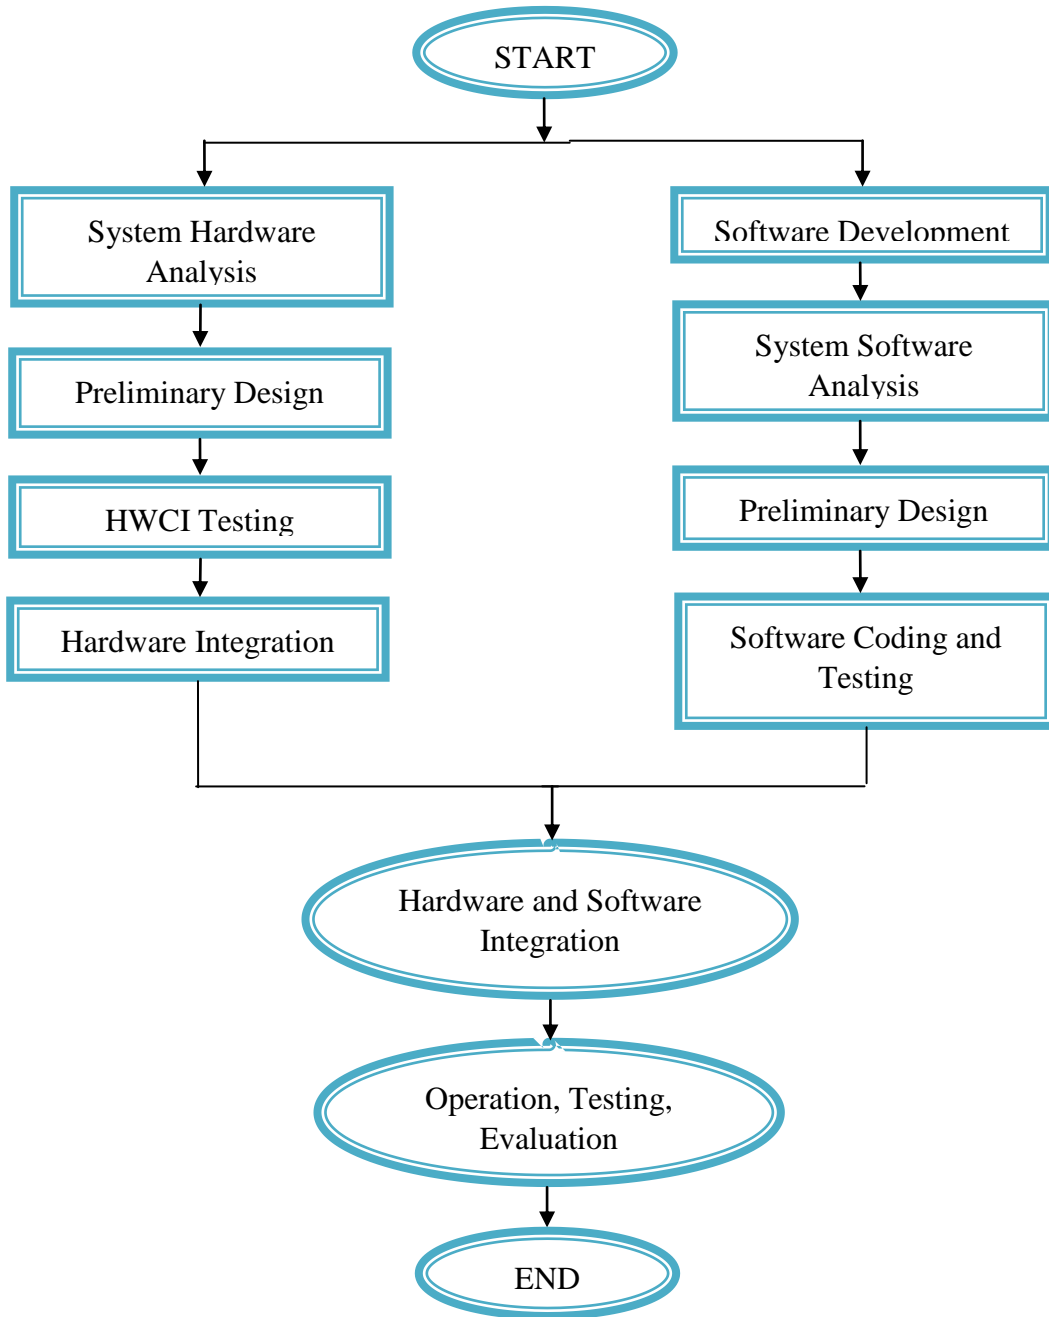 START
System Hardware
Analysis
Preliminary Design
HWCI Testing
Hardware Integration
Software Development
System Software
Analysis
Preliminary Design
Software Coding and
Testing
Hardware and Software
Integration
Operation, Testing,
Evaluation
END